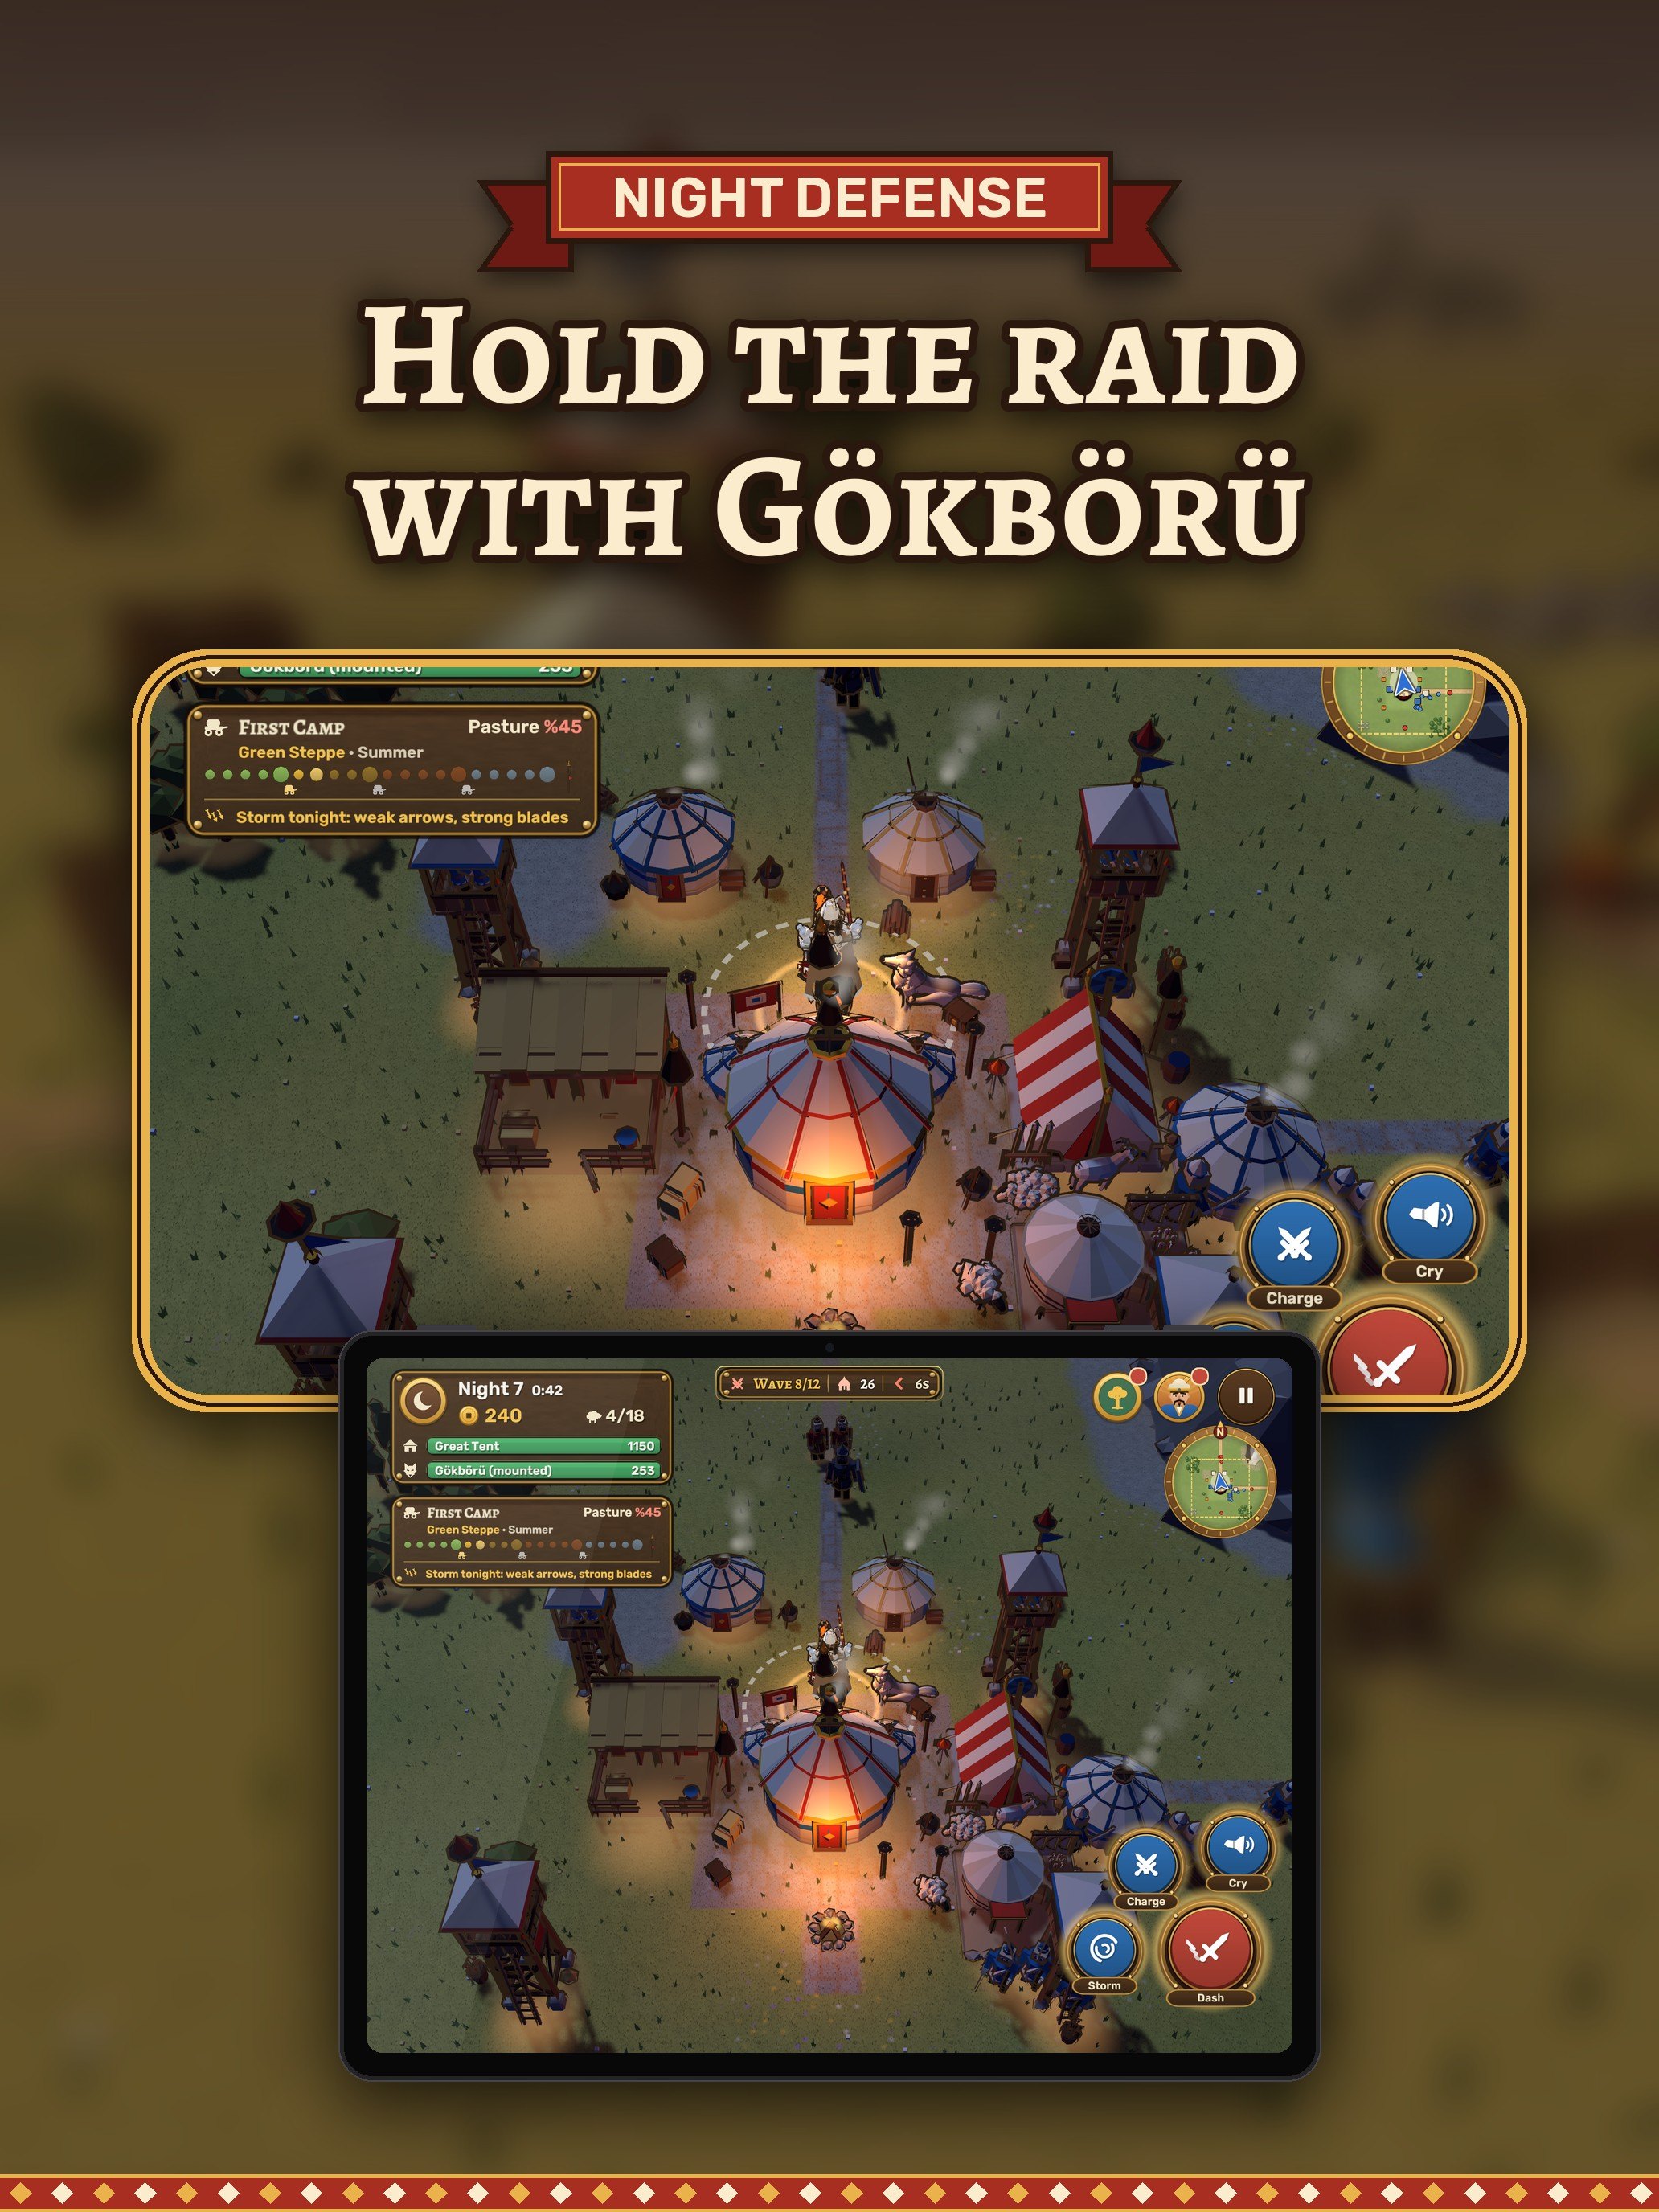 NIGHT DEFENSE
Hold the raid
with Gökbörü
Gökbörü (mounted) 253
First Camp Pasture %45
Green Steppe • Summer
Storm tonight: weak arrows, strong blades
Cry
Charge
Night 7 0:42
240 4/18
Great Tent 1150
Gökbörü (mounted) 253
Wave 8/12 26 6s
N
First Camp Pasture %45
Green Steppe • Summer
Storm tonight: weak arrows, strong blades
Cry
Charge
Storm
Dash